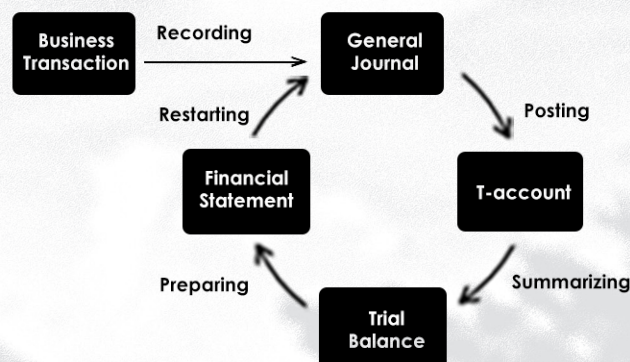 Business
Transaction
Recording
General
Journal
Restarting
Posting
Financial
Statement
T-account
Preparing
Summarizing
Trial
Balance